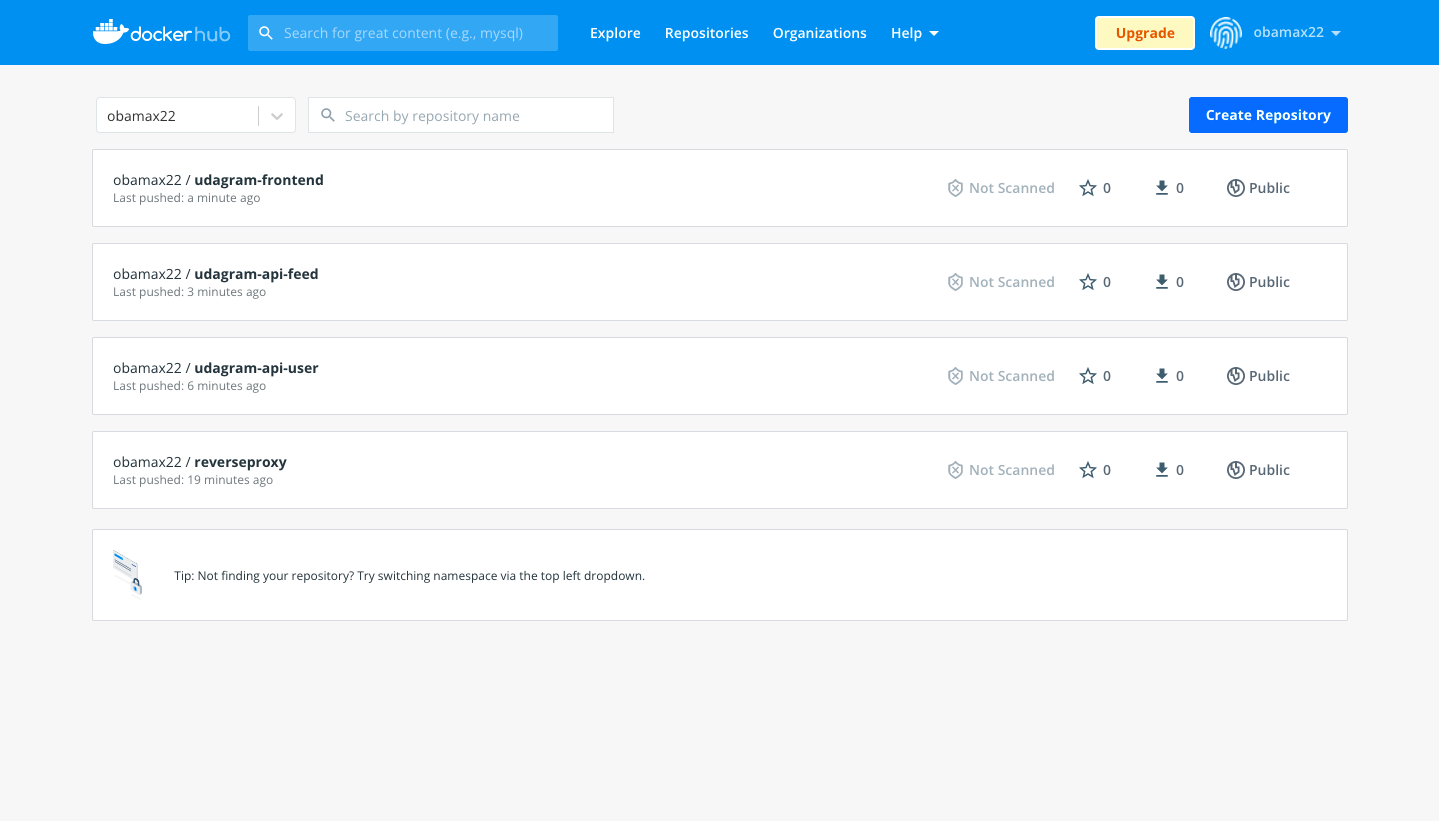 dockerhub Search for great content (e.g., mysql) Explore Repositories Organizations Help Upgrade obamax22
obamax22 Search by repository name Create Repository
obamax22 / udagram-frontend Not Scanned 0 0 Public
Last pushed: a minute ago
obamax22 / udagram-api-feed Not Scanned 0 0 Public
Last pushed: 3 minutes ago
obamax22 / udagram-api-user Not Scanned 0 0 Public
Last pushed: 6 minutes ago
obamax22 / reverseproxy Not Scanned 0 0 Public
Last pushed: 19 minutes ago
Tip: Not finding your repository? Try switching namespace via the top left dropdown.